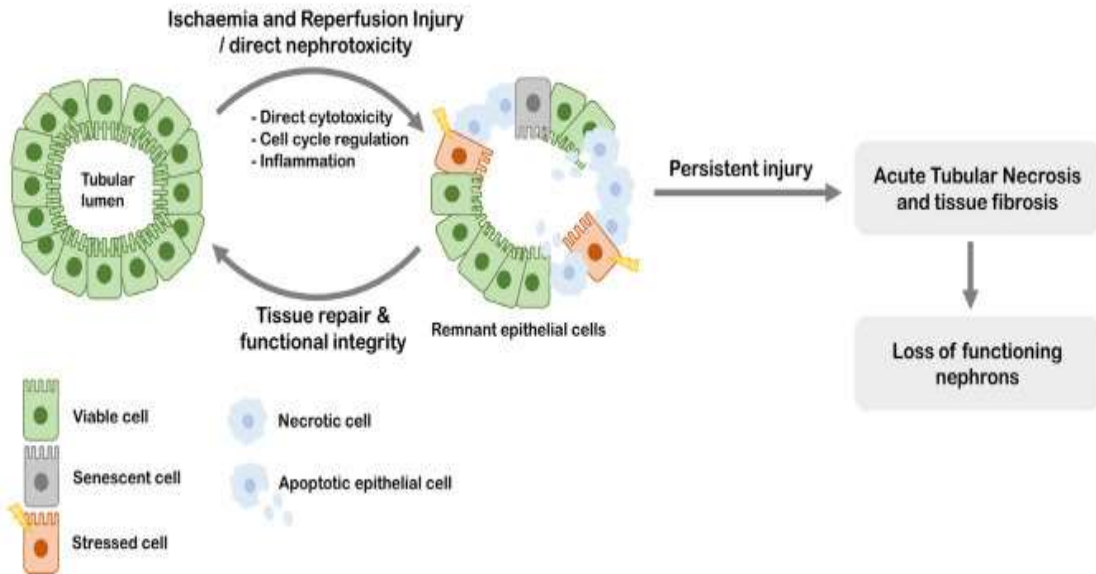 Ischaemia and Reperfusion Injury
/ direct nephrotoxicity
- Direct cytotoxicity
- Cell cycle regulation
- Inflammation
Tubular
lumen
Persistent injury
Acute Tubular Necrosis
and tissue fibrosis
Tissue repair &
functional integrity
Remnant epithelial cells
Loss of functioning
nephrons
Viable cell
Necrotic cell
Senescent cell
Apoptotic epithelial cell
Stressed cell